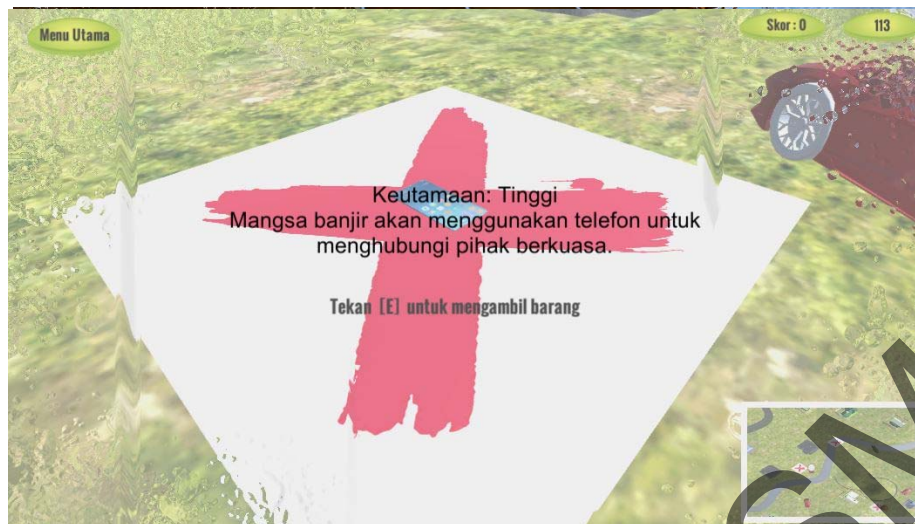 Menu Utama
Skor : 0
113
Keutamaan: Tinggi
Mangsa banjir akan menggunakan telefon untuk
menghubungi pihak berkuasa.
Tekan [E] untuk mengambil barang